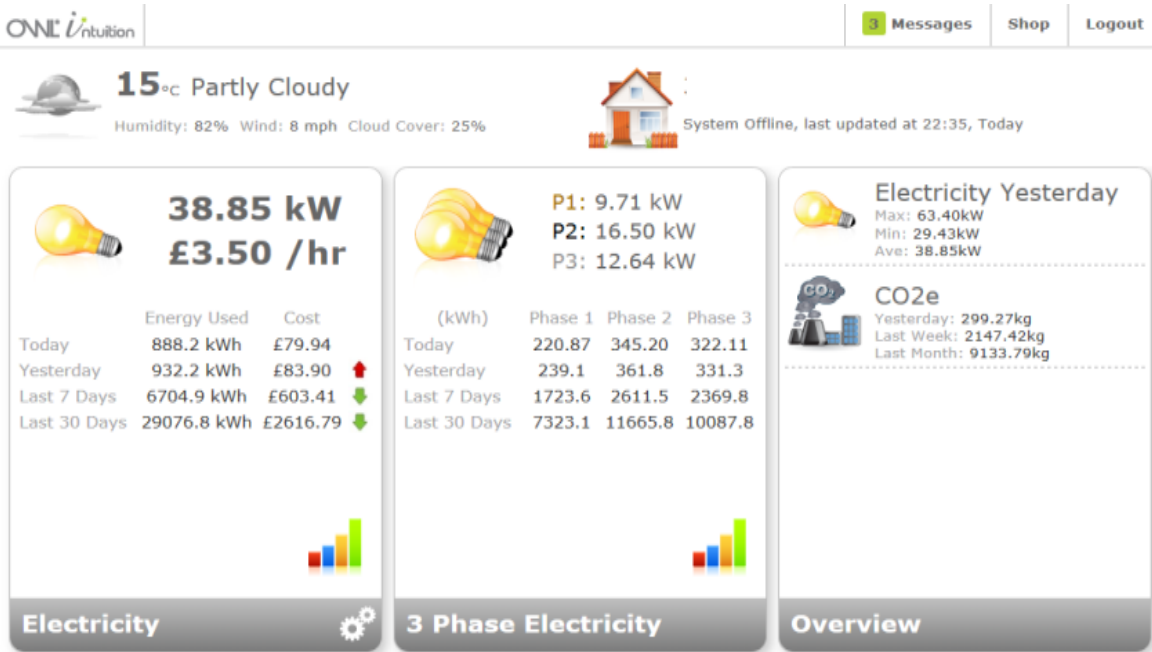 OWL intuition
3 Messages Shop Logout
15°C Partly Cloudy
Humidity: 82% Wind: 8 mph Cloud Cover: 25%
System Offline, last updated at 22:35, Today
38.85 kW
£3.50 /hr
Energy Used Cost
Today 888.2 kWh £79.94
Yesterday 932.2 kWh £83.90
Last 7 Days 6704.9 kWh £603.41
Last 30 Days 29076.8 kWh £2616.79
Electricity
P1: 9.71 kW
P2: 16.50 kW
P3: 12.64 kW
(kWh) Phase 1 Phase 2 Phase 3
Today 220.87 345.20 322.11
Yesterday 239.1 361.8 331.3
Last 7 Days 1723.6 2611.5 2369.8
Last 30 Days 7323.1 11665.8 10087.8
3 Phase Electricity
Electricity Yesterday
Max: 63.40kW
Min: 29.43kW
Ave: 38.85kW
CO2
CO2e
Yesterday: 299.27kg
Last Week: 2147.42kg
Last Month: 9133.79kg
Overview